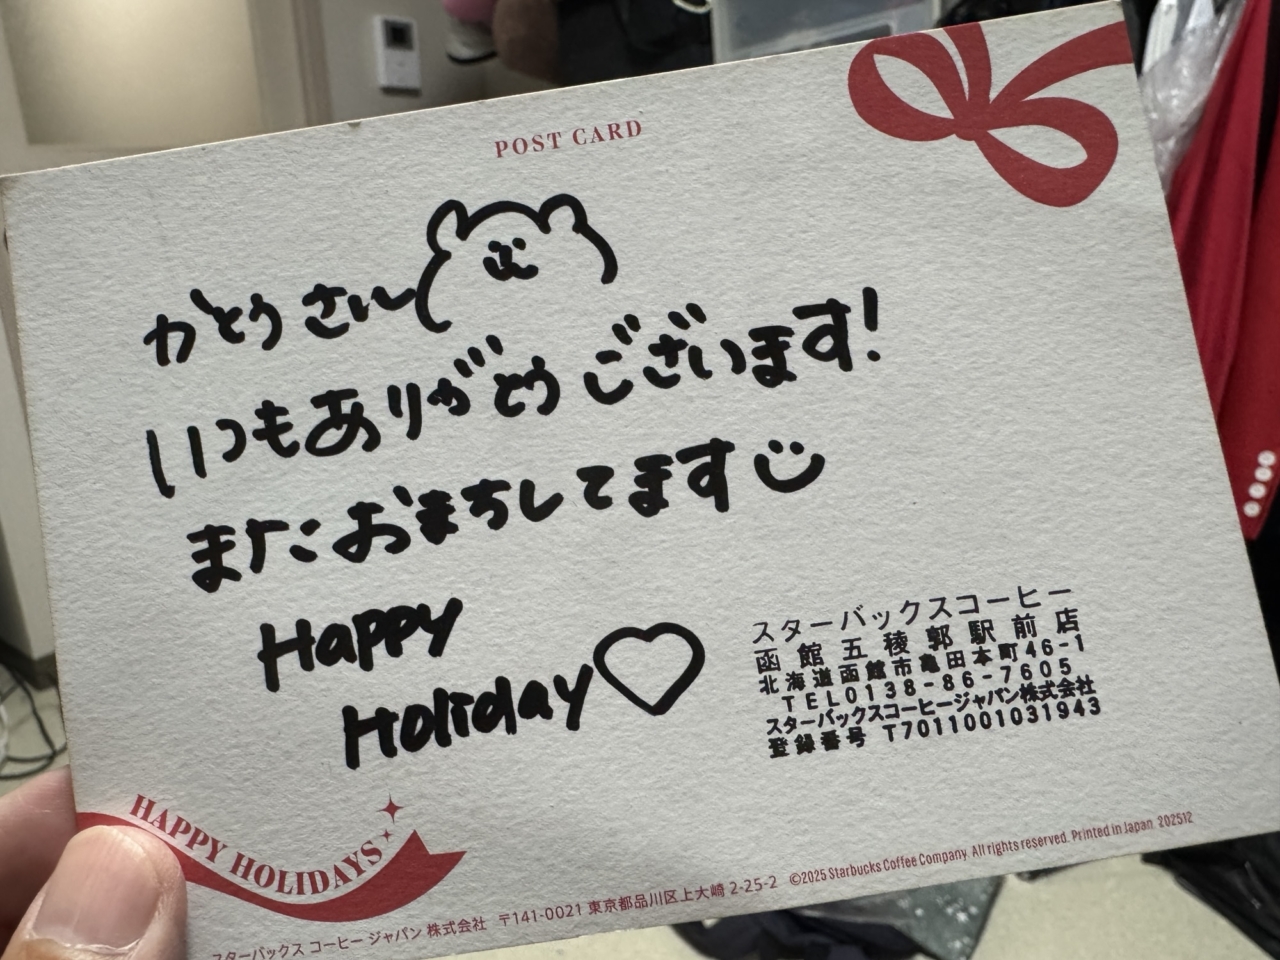 POST CARD
かとうさん
いつもありがとうございます!
またおまちしてます
Happy
Holiday
スターバックスコーヒー
函館五稜郭駅前店
北海道函館市亀田本町46-1
TEL0138-86-7605
スターバックスコーヒージャパン株式会社
登録番号 T7011001031943
HAPPY HOLIDAYS
スターバックス コーヒー ジャパン 株式会社 〒141-0021 東京都品川区上大崎 2-25-2 ©2025 Starbucks Coffee Company. All rights reserved. Printed in Japan 202512